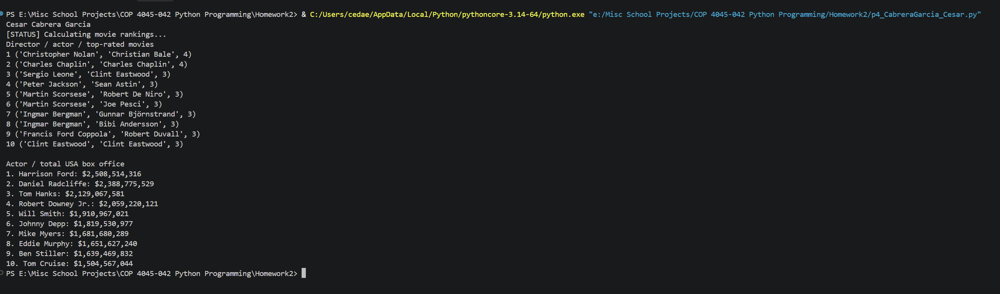 PS E:\Misc School Projects\COP 4045-042 Python Programming\Homework2> & C:/Users/cedae/AppData/Local/Python/pythoncore-3.14-64/python.exe "e:/Misc School Projects/COP 4045-042 Python Programming/Homework2/p4_CabreraGarcia_Cesar.py"
Cesar Cabrera Garcia
[STATUS] Calculating movie rankings...
Director / actor / top-rated movies
1 ('Christopher Nolan', 'Christian Bale', 4)
2 ('Charles Chaplin', 'Charles Chaplin', 4)
3 ('Sergio Leone', 'Clint Eastwood', 3)
4 ('Peter Jackson', 'Sean Astin', 3)
5 ('Martin Scorsese', 'Robert De Niro', 3)
6 ('Martin Scorsese', 'Joe Pesci', 3)
7 ('Ingmar Bergman', 'Gunnar Björnstrand', 3)
8 ('Ingmar Bergman', 'Bibi Andersson', 3)
9 ('Francis Ford Coppola', 'Robert Duvall', 3)
10 ('Clint Eastwood', 'Clint Eastwood', 3)

Actor / total USA box office
1. Harrison Ford: $2,508,514,316
2. Daniel Radcliffe: $2,388,775,529
3. Tom Hanks: $2,129,067,581
4. Robert Downey Jr.: $2,059,220,121
5. Will Smith: $1,910,967,021
6. Johnny Depp: $1,819,530,977
7. Mike Myers: $1,681,680,289
8. Eddie Murphy: $1,651,627,240
9. Ben Stiller: $1,639,469,832
10. Tom Cruise: $1,504,567,044
PS E:\Misc School Projects\COP 4045-042 Python Programming\Homework2>